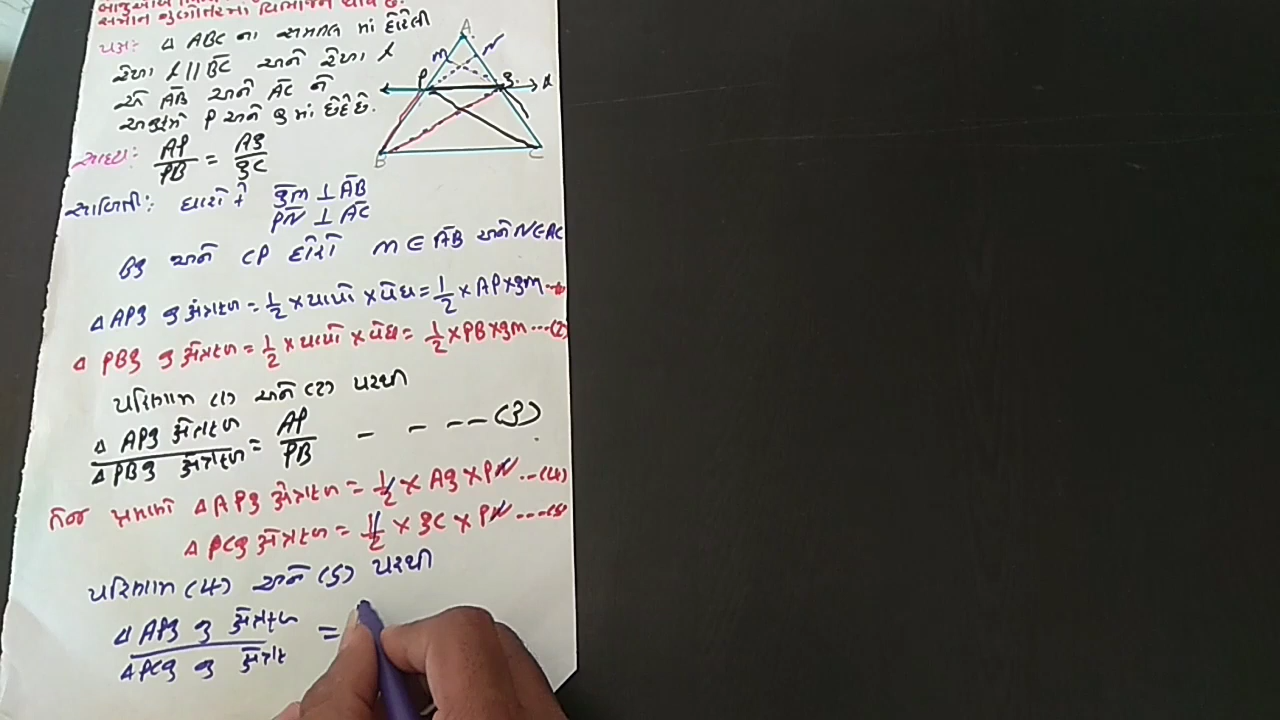 સમાન ગુણોત્તરમાં વિભાજન થાય છે.
પક્ષ: Δ ABC ના સમતલ માં દોરેલી
રેખા l || BC અને રેખા l
એ AB અને AC ને
અનુક્રમે P અને Q માં છેદે છે.
સાધ્ય: AP/PB = AQ/QC
A
M N
P Q l
B C
સાબિતી: ધારો કે QM ⊥ AB
PN ⊥ AC
BQ અને CP દોરો M ∈ AB અને N ∈ AC
Δ APQ નું ક્ષેત્રફળ = 1/2 × પાયો × વેધ = 1/2 × AP × QM
Δ PBQ નું ક્ષેત્રફળ = 1/2 × પાયો × વેધ = 1/2 × PB × QM ---(2)
પરિણામ (1) અને (2) પરથી
Δ APQ ક્ષેત્રફળ / Δ PBQ ક્ષેત્રફળ = AP/PB - - -- (3)
તેજ પ્રમાણે Δ APQ ક્ષેત્રફળ = 1/2 × AQ × PN --(4)
Δ PCQ ક્ષેત્રફળ = 1/2 × QC × PN ----(5)
પરિણામ (4) અને (5) પરથી
Δ APQ નું ક્ષેત્રફળ / Δ PCQ નું ક્ષેત્ર =